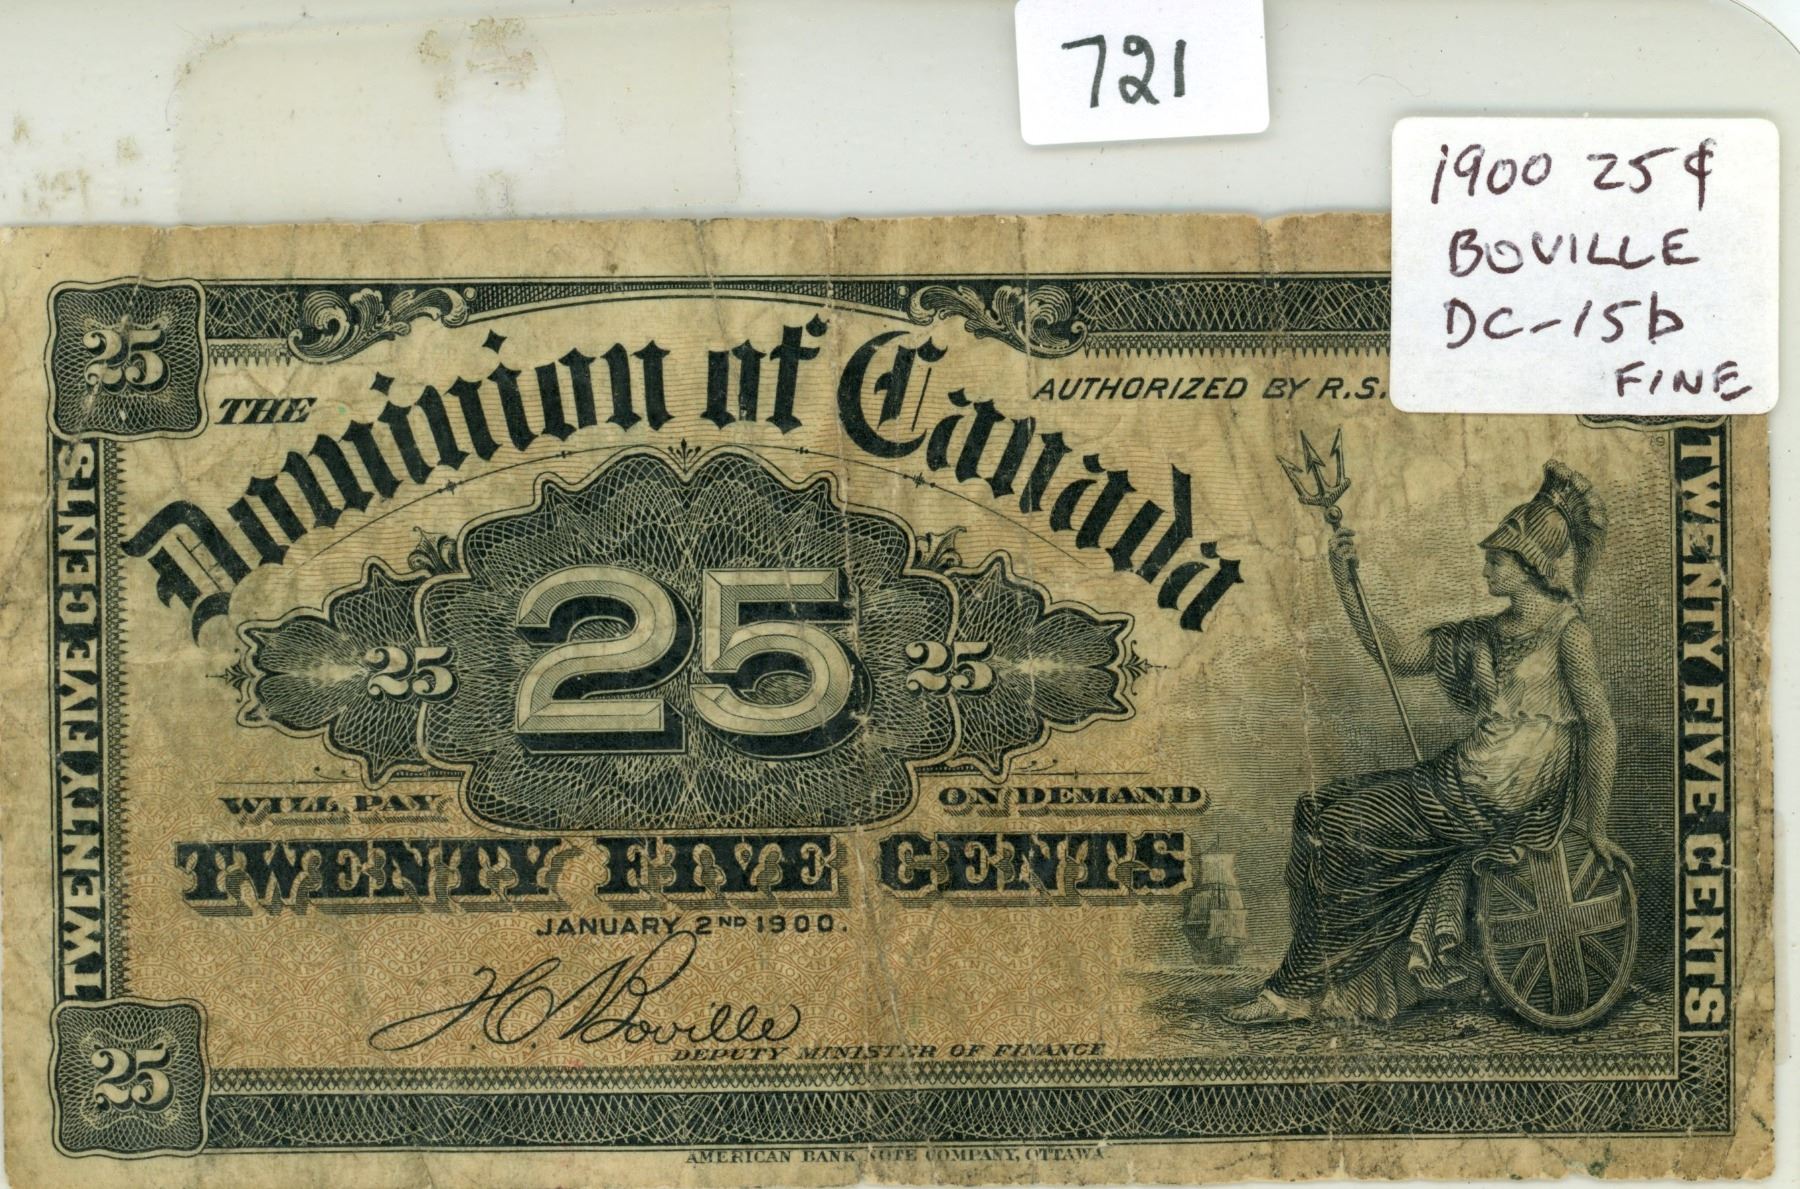 721
1900 25¢
BOVILLE
DC-15b
FINE
25
THE
Dominion of Canada
AUTHORIZED BY R.S.
TWENTY FIVE CENTS
25 25 25
TWENTY FIVE CENTS
WILL PAY ON DEMAND
TWENTY FIVE CENTS
JANUARY 2ND 1900.
H C Boville
DEPUTY MINISTER OF FINANCE
25
AMERICAN BANK NOTE COMPANY, OTTAWA.